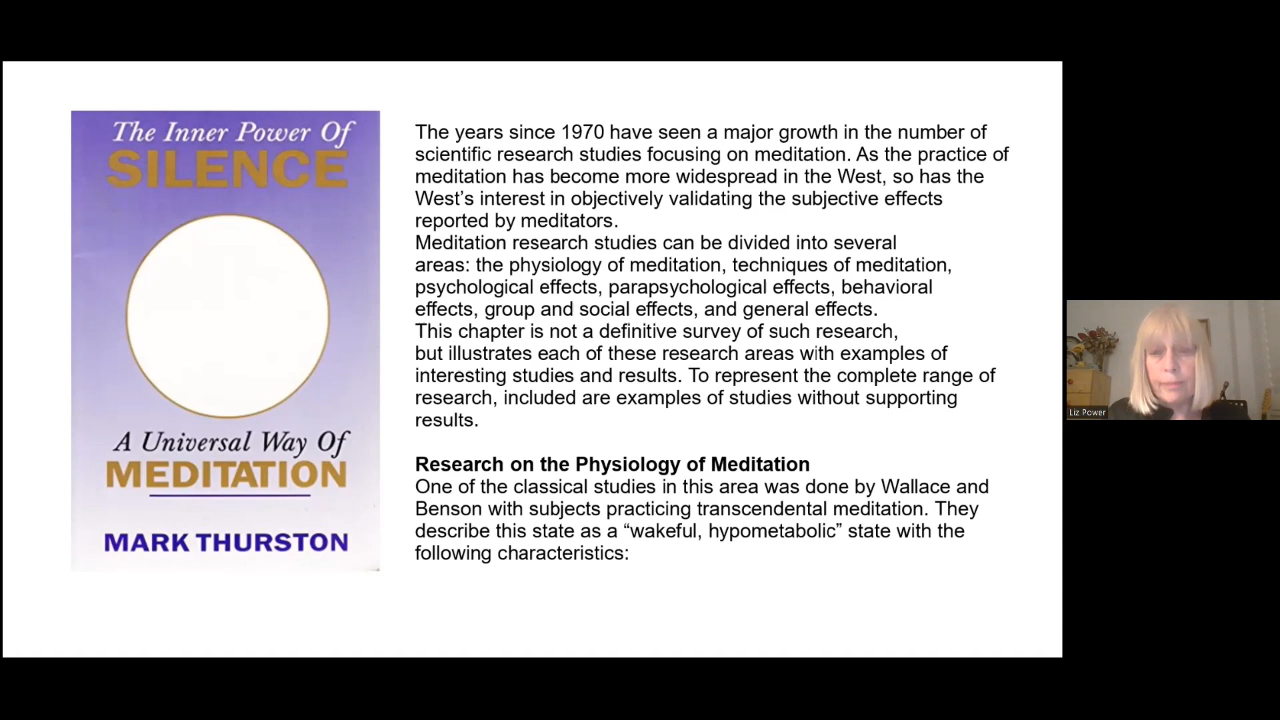 The Inner Power Of
SILENCE
A Universal Way Of
MEDITATION
MARK THURSTON
The years since 1970 have seen a major growth in the number of
scientific research studies focusing on meditation. As the practice of
meditation has become more widespread in the West, so has the
West’s interest in objectively validating the subjective effects
reported by meditators.
Meditation research studies can be divided into several
areas: the physiology of meditation, techniques of meditation,
psychological effects, parapsychological effects, behavioral
effects, group and social effects, and general effects.
This chapter is not a definitive survey of such research,
but illustrates each of these research areas with examples of
interesting studies and results. To represent the complete range of
research, included are examples of studies without supporting
results.
Research on the Physiology of Meditation
One of the classical studies in this area was done by Wallace and
Benson with subjects practicing transcendental meditation. They
describe this state as a “wakeful, hypometabolic” state with the
following characteristics:
Liz Power